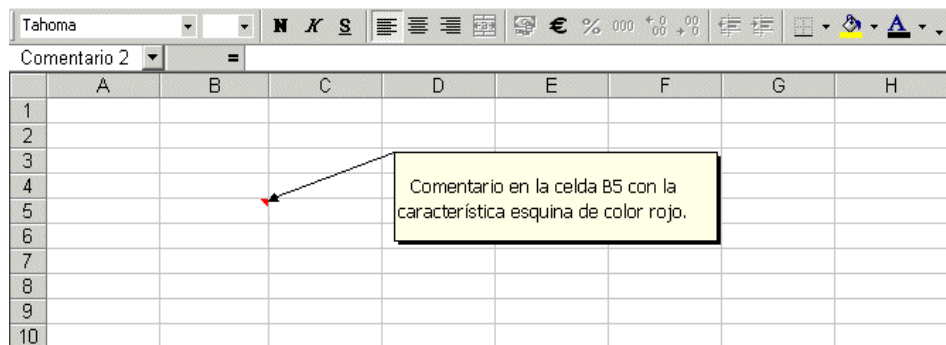 Tahoma N K S € % 000
Comentario 2 =
A B C D E F G H
1
2
3
4 Comentario en la celda B5 con la
5 característica esquina de color rojo.
6
7
8
9
10